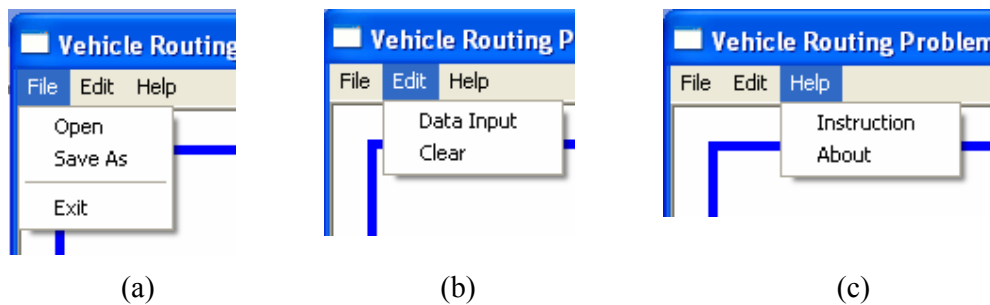 Vehicle Routing
File Edit Help
Open
Save As
Exit
(a)
Vehicle Routing P
File Edit Help
Data Input
Clear
(b)
Vehicle Routing Problem
File Edit Help
Instruction
About
(c)